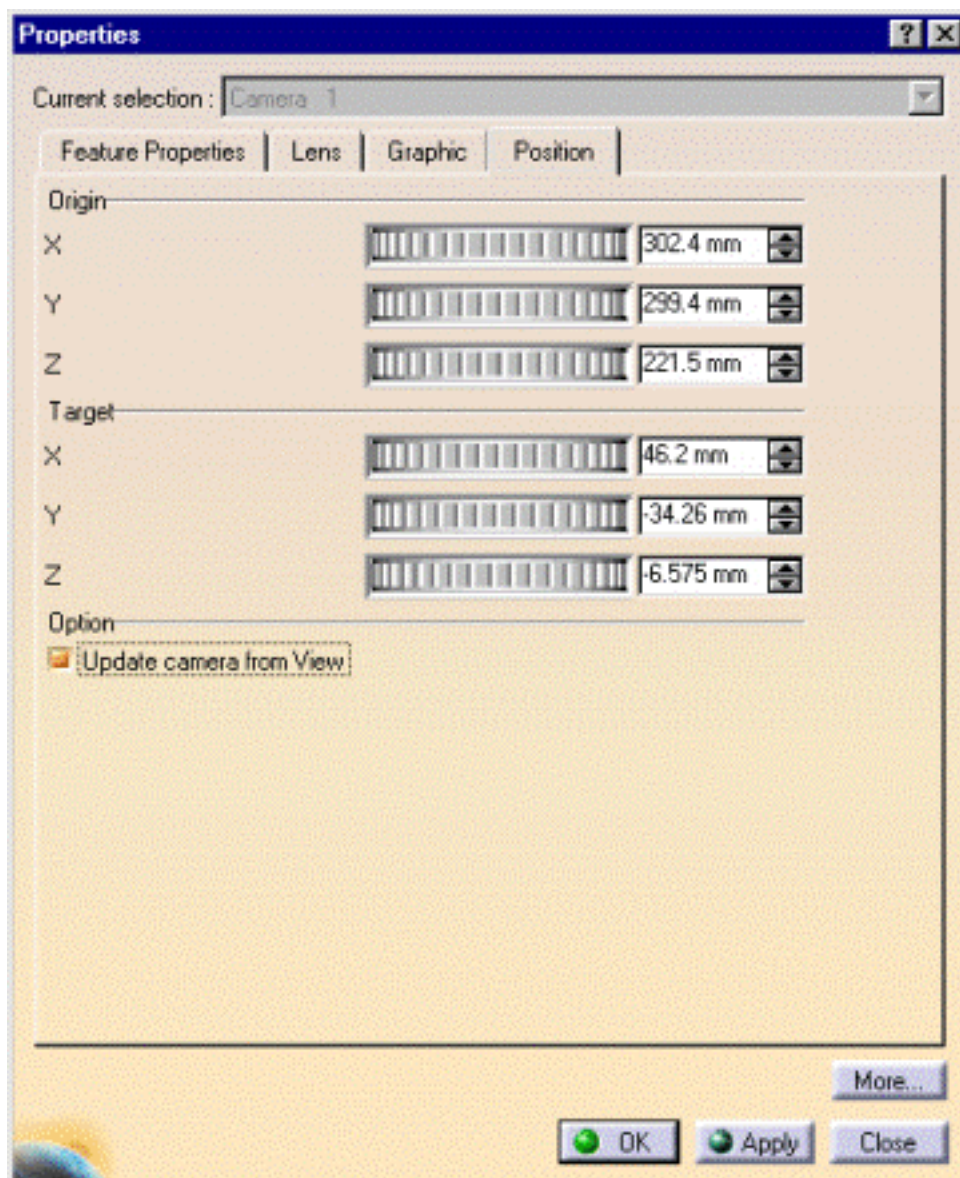 Properties
Current selection : Camera 1
Feature Properties Lens Graphic Position
Origin
X 302.4 mm
Y 299.4 mm
Z 221.5 mm
Target
X 46.2 mm
Y -34.26 mm
Z -6.575 mm
Option
Update camera from View
More...
OK Apply Close